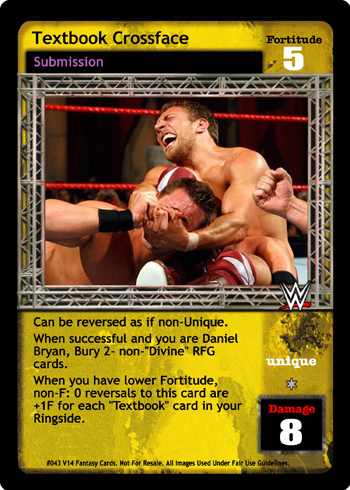 Textbook Crossface
Fortitude
5
Submission
W
Can be reversed as if non-Unique.
When successful and you are Daniel
Bryan, Bury 2- non-"Divine" RFG
cards.
When you have lower Fortitude,
non-F: 0 reversals to this card are
+1F for each "Textbook" card in your
Ringside.
unique
*
Damage
8
#043 V14 Fantasy Cards. Not For Resale. All Images Used Under Fair Use Guidelines.